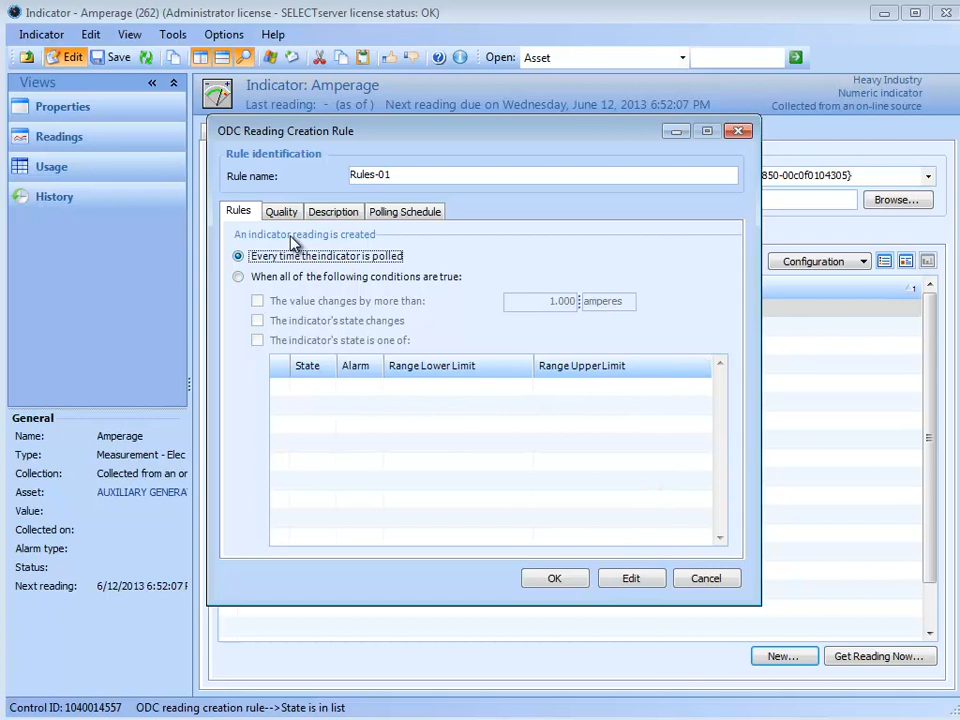 Indicator - Amperage (262) (Administrator license - SELECTserver license status: OK)
Indicator Edit View Tools Options Help
Edit Save Open: Asset
Views
Properties
Readings
Usage
History
Indicator: Amperage
Last reading: - (as of ) Next reading due on Wednesday, June 12, 2013 6:52:07 PM
Heavy Industry
Numeric indicator
Collected from an on-line source
850-00c0f0104305}
Browse...
Configuration
1
ODC Reading Creation Rule
Rule identification
Rule name: Rules-01
Rules Quality Description Polling Schedule
An indicator reading is created
Every time the indicator is polled
When all of the following conditions are true:
The value changes by more than: 1.000 amperes
The indicator's state changes
The indicator's state is one of:
State Alarm Range Lower Limit Range Upper Limit
OK Edit Cancel
General
Name: Amperage
Type: Measurement - Elec
Collection: Collected from an or
Asset: AUXILIARY GENERA
Value:
Collected on:
Alarm type:
Status:
Next reading: 6/12/2013 6:52:07 P
New... Get Reading Now...
Control ID: 1040014557 ODC reading creation rule-->State is in list